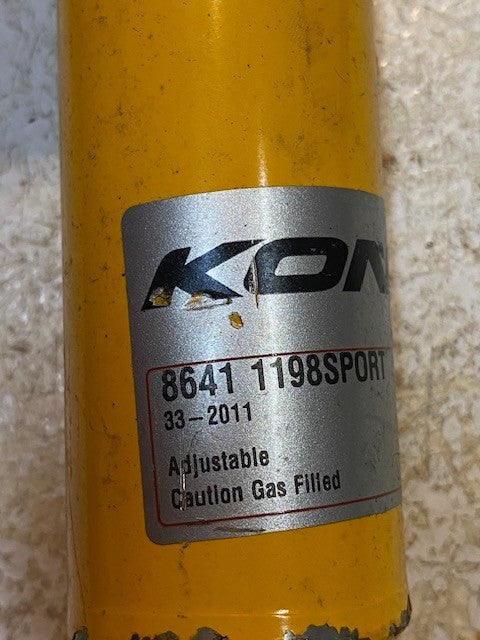 KON
8641 1198SPORT
33-2011
Adjustable
Caution Gas Filled